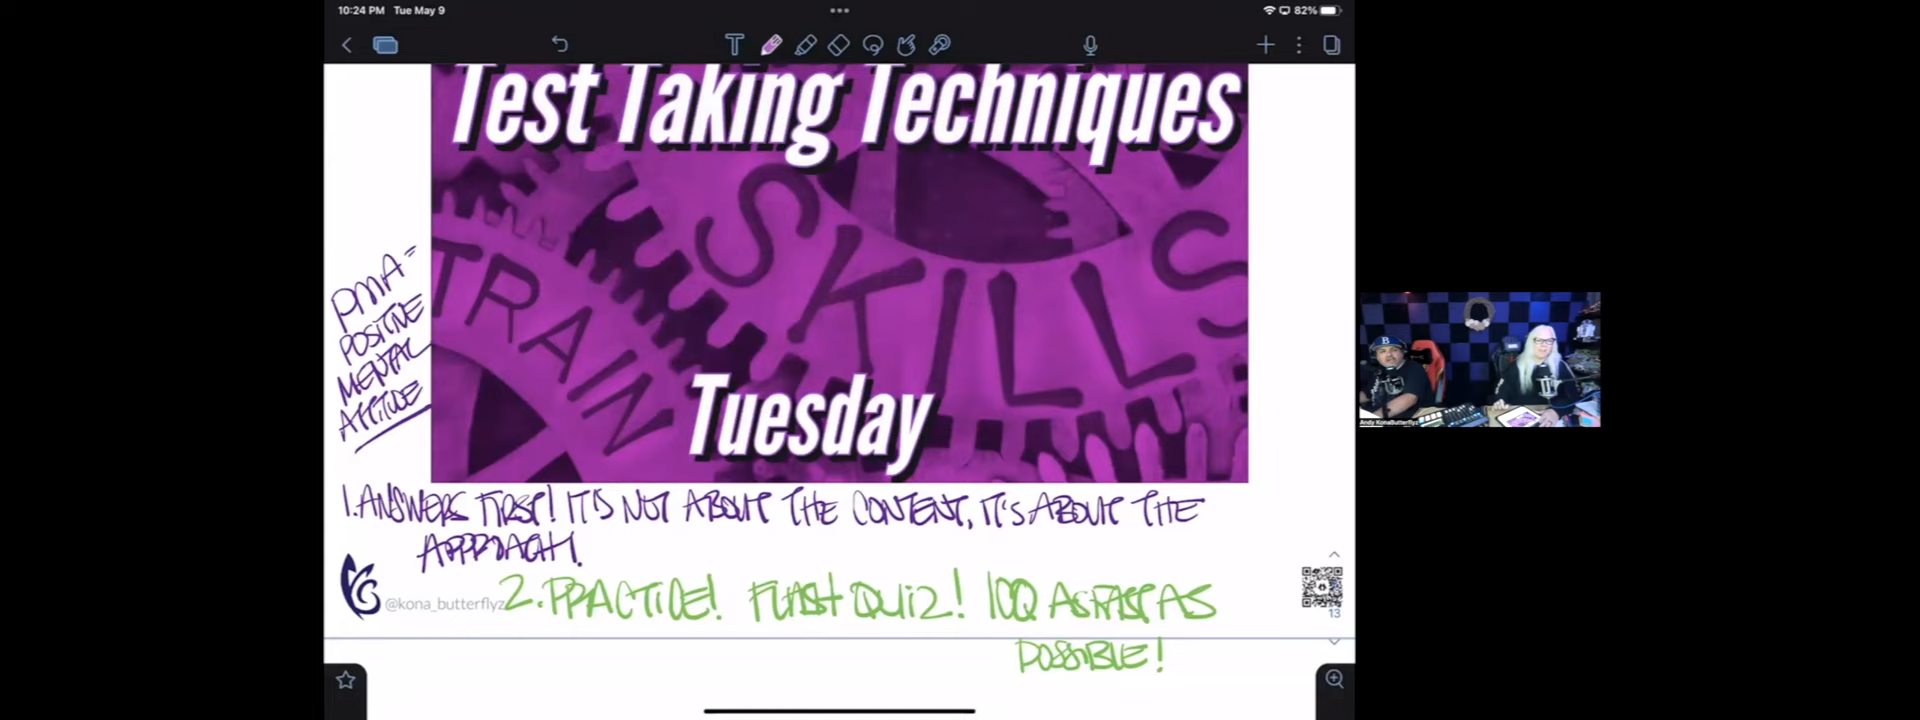 10:24 PM Tue May 9
82%
Test Taking Techniques
SKILLS
TRAIN
Tuesday
PMA =
POSITIVE
MENTAL
ATTITUDE
1. ANSWERS FIRST! IT'S NOT ABOUT THE CONTENT, IT'S ABOUT THE
APPROACH!
@kona_butterflyz
2. PRACTICE! FLASH QUIZ! 10Q AS FAST AS
POSSIBLE!
13
Andy KonaButterflyz